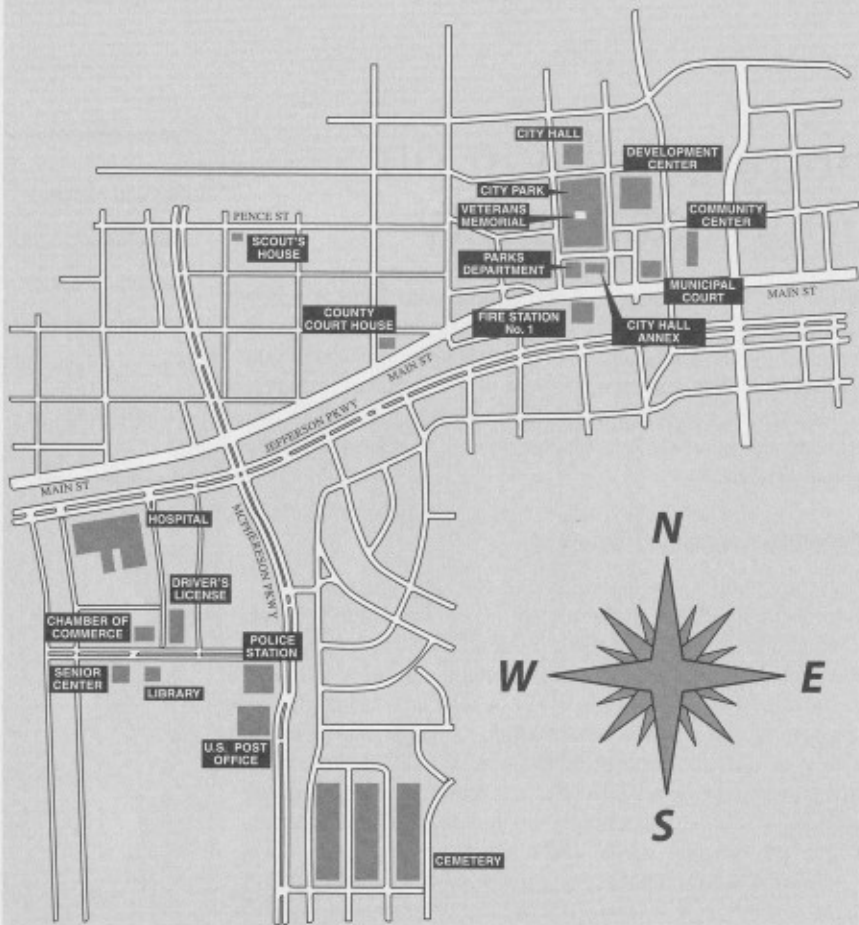 CITY HALL
DEVELOPMENT
CENTER
CITY PARK
VETERANS
MEMORIAL
COMMUNITY
CENTER
PENCE ST
SCOUT'S
HOUSE
PARKS
DEPARTMENT
MUNICIPAL
COURT
MAIN ST
COUNTY
COURT HOUSE
FIRE STATION
No. 1
CITY HALL
ANNEX
MAIN ST
JEFFERSON PKWY
MAIN ST
HOSPITAL
MCPHERESON PKWY
DRIVER'S
LICENSE
CHAMBER OF
COMMERCE
POLICE
STATION
SENIOR
CENTER
LIBRARY
U.S. POST
OFFICE
CEMETERY
N
W
E
S